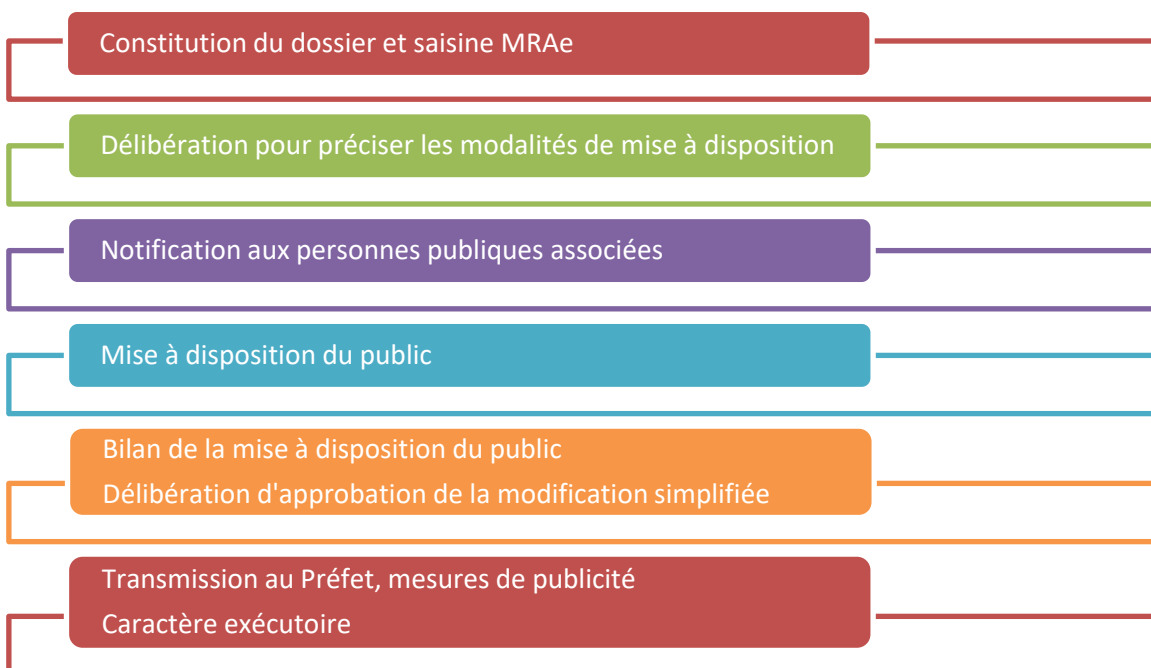 Constitution du dossier et saisine MRAe
Délibération pour préciser les modalités de mise à disposition
Notification aux personnes publiques associées
Mise à disposition du public
Bilan de la mise à disposition du public
Délibération d'approbation de la modification simplifiée
Transmission au Préfet, mesures de publicité
Caractère exécutoire